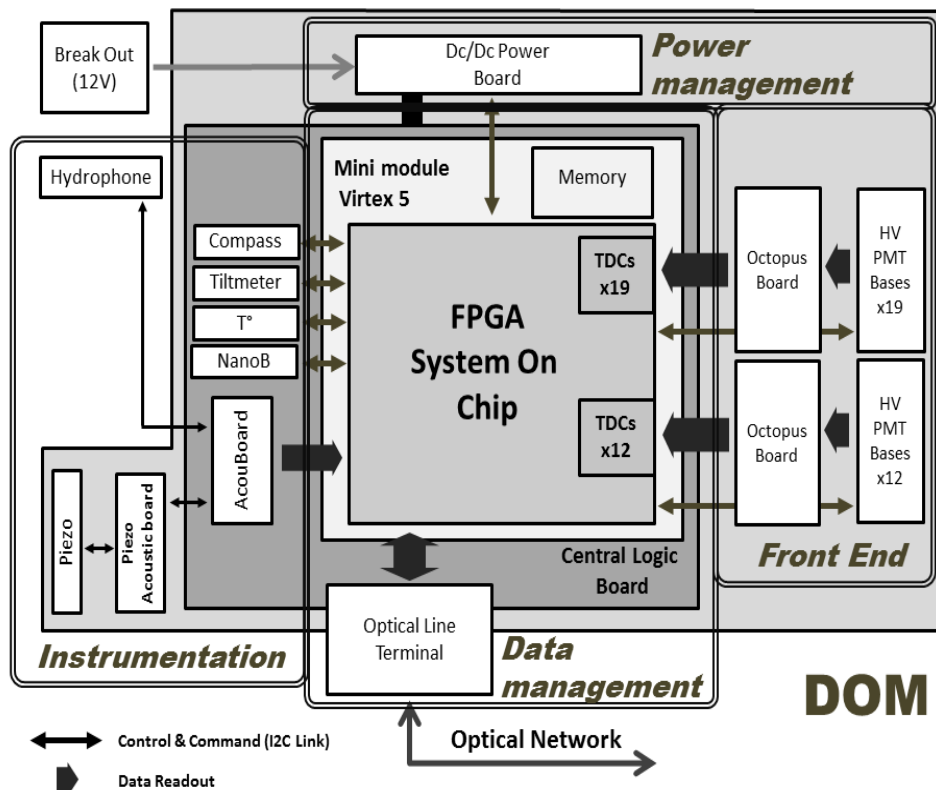 Break Out
(12V)
Dc/Dc Power
Board
Power
management
Hydrophone
Mini module
Virtex 5
Memory
Compass
Tiltmeter
T°
NanoB
FPGA
System On
Chip
TDCs
x19
Octopus
Board
HV
PMT
Bases
x19
TDCs
x12
Octopus
Board
HV
PMT
Bases
x12
AcouBoard
Piezo
Piezo
Acoustic board
Central Logic
Board
Front End
Optical Line
Terminal
Instrumentation
Data
management
DOM
Control & Command (I2C Link)
Optical Network
Data Readout